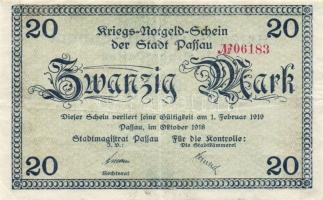 20 Kriegs-Notgeld-Schein 20
der Stadt Passau
№06183
Zwanzig Mark
Dieser Schein verliert seine Gültigkeit am 1. Februar 1919
Passau, im Oktober 1918
Stadtmagistrat Passau Für die Kontrolle:
I. V.: Die Stadtkämmerei
20 20
Rechtsrat